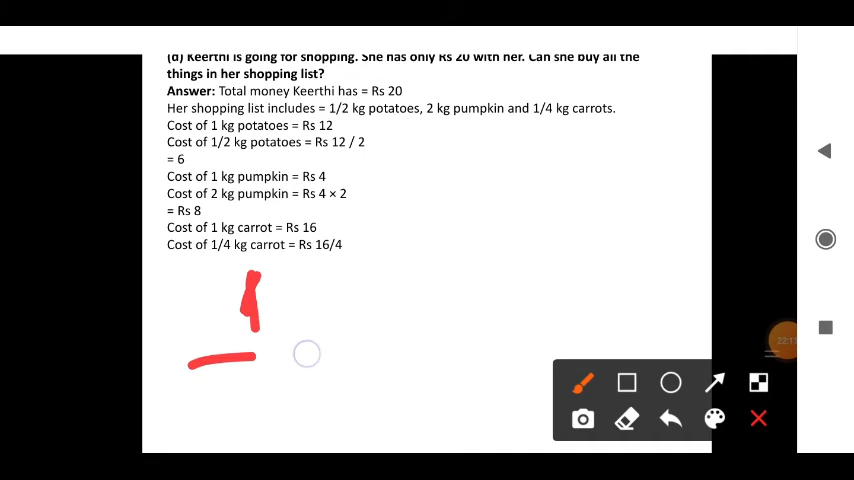 (d) Keerthi is going for shopping. She has only Rs 20 with her. Can she buy all the
things in her shopping list?
Answer: Total money Keerthi has = Rs 20
Her shopping list includes = 1/2 kg potatoes, 2 kg pumpkin and 1/4 kg carrots.
Cost of 1 kg potatoes = Rs 12
Cost of 1/2 kg potatoes = Rs 12 / 2
= 6
Cost of 1 kg pumpkin = Rs 4
Cost of 2 kg pumpkin = Rs 4 × 2
= Rs 8
Cost of 1 kg carrot = Rs 16
Cost of 1/4 kg carrot = Rs 16/4